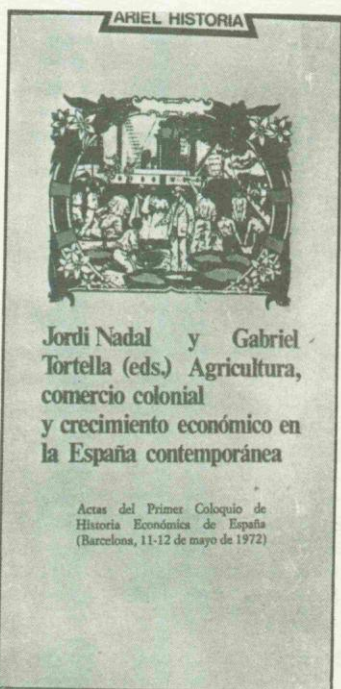 ARIEL HISTORIA
Jordi Nadal y Gabriel
Tortella (eds.) Agricultura,
comercio colonial
y crecimiento económico en
la España contemporánea
Actas del Primer Coloquio de
Historia Económica de España
(Barcelona, 11-12 de mayo de 1972)